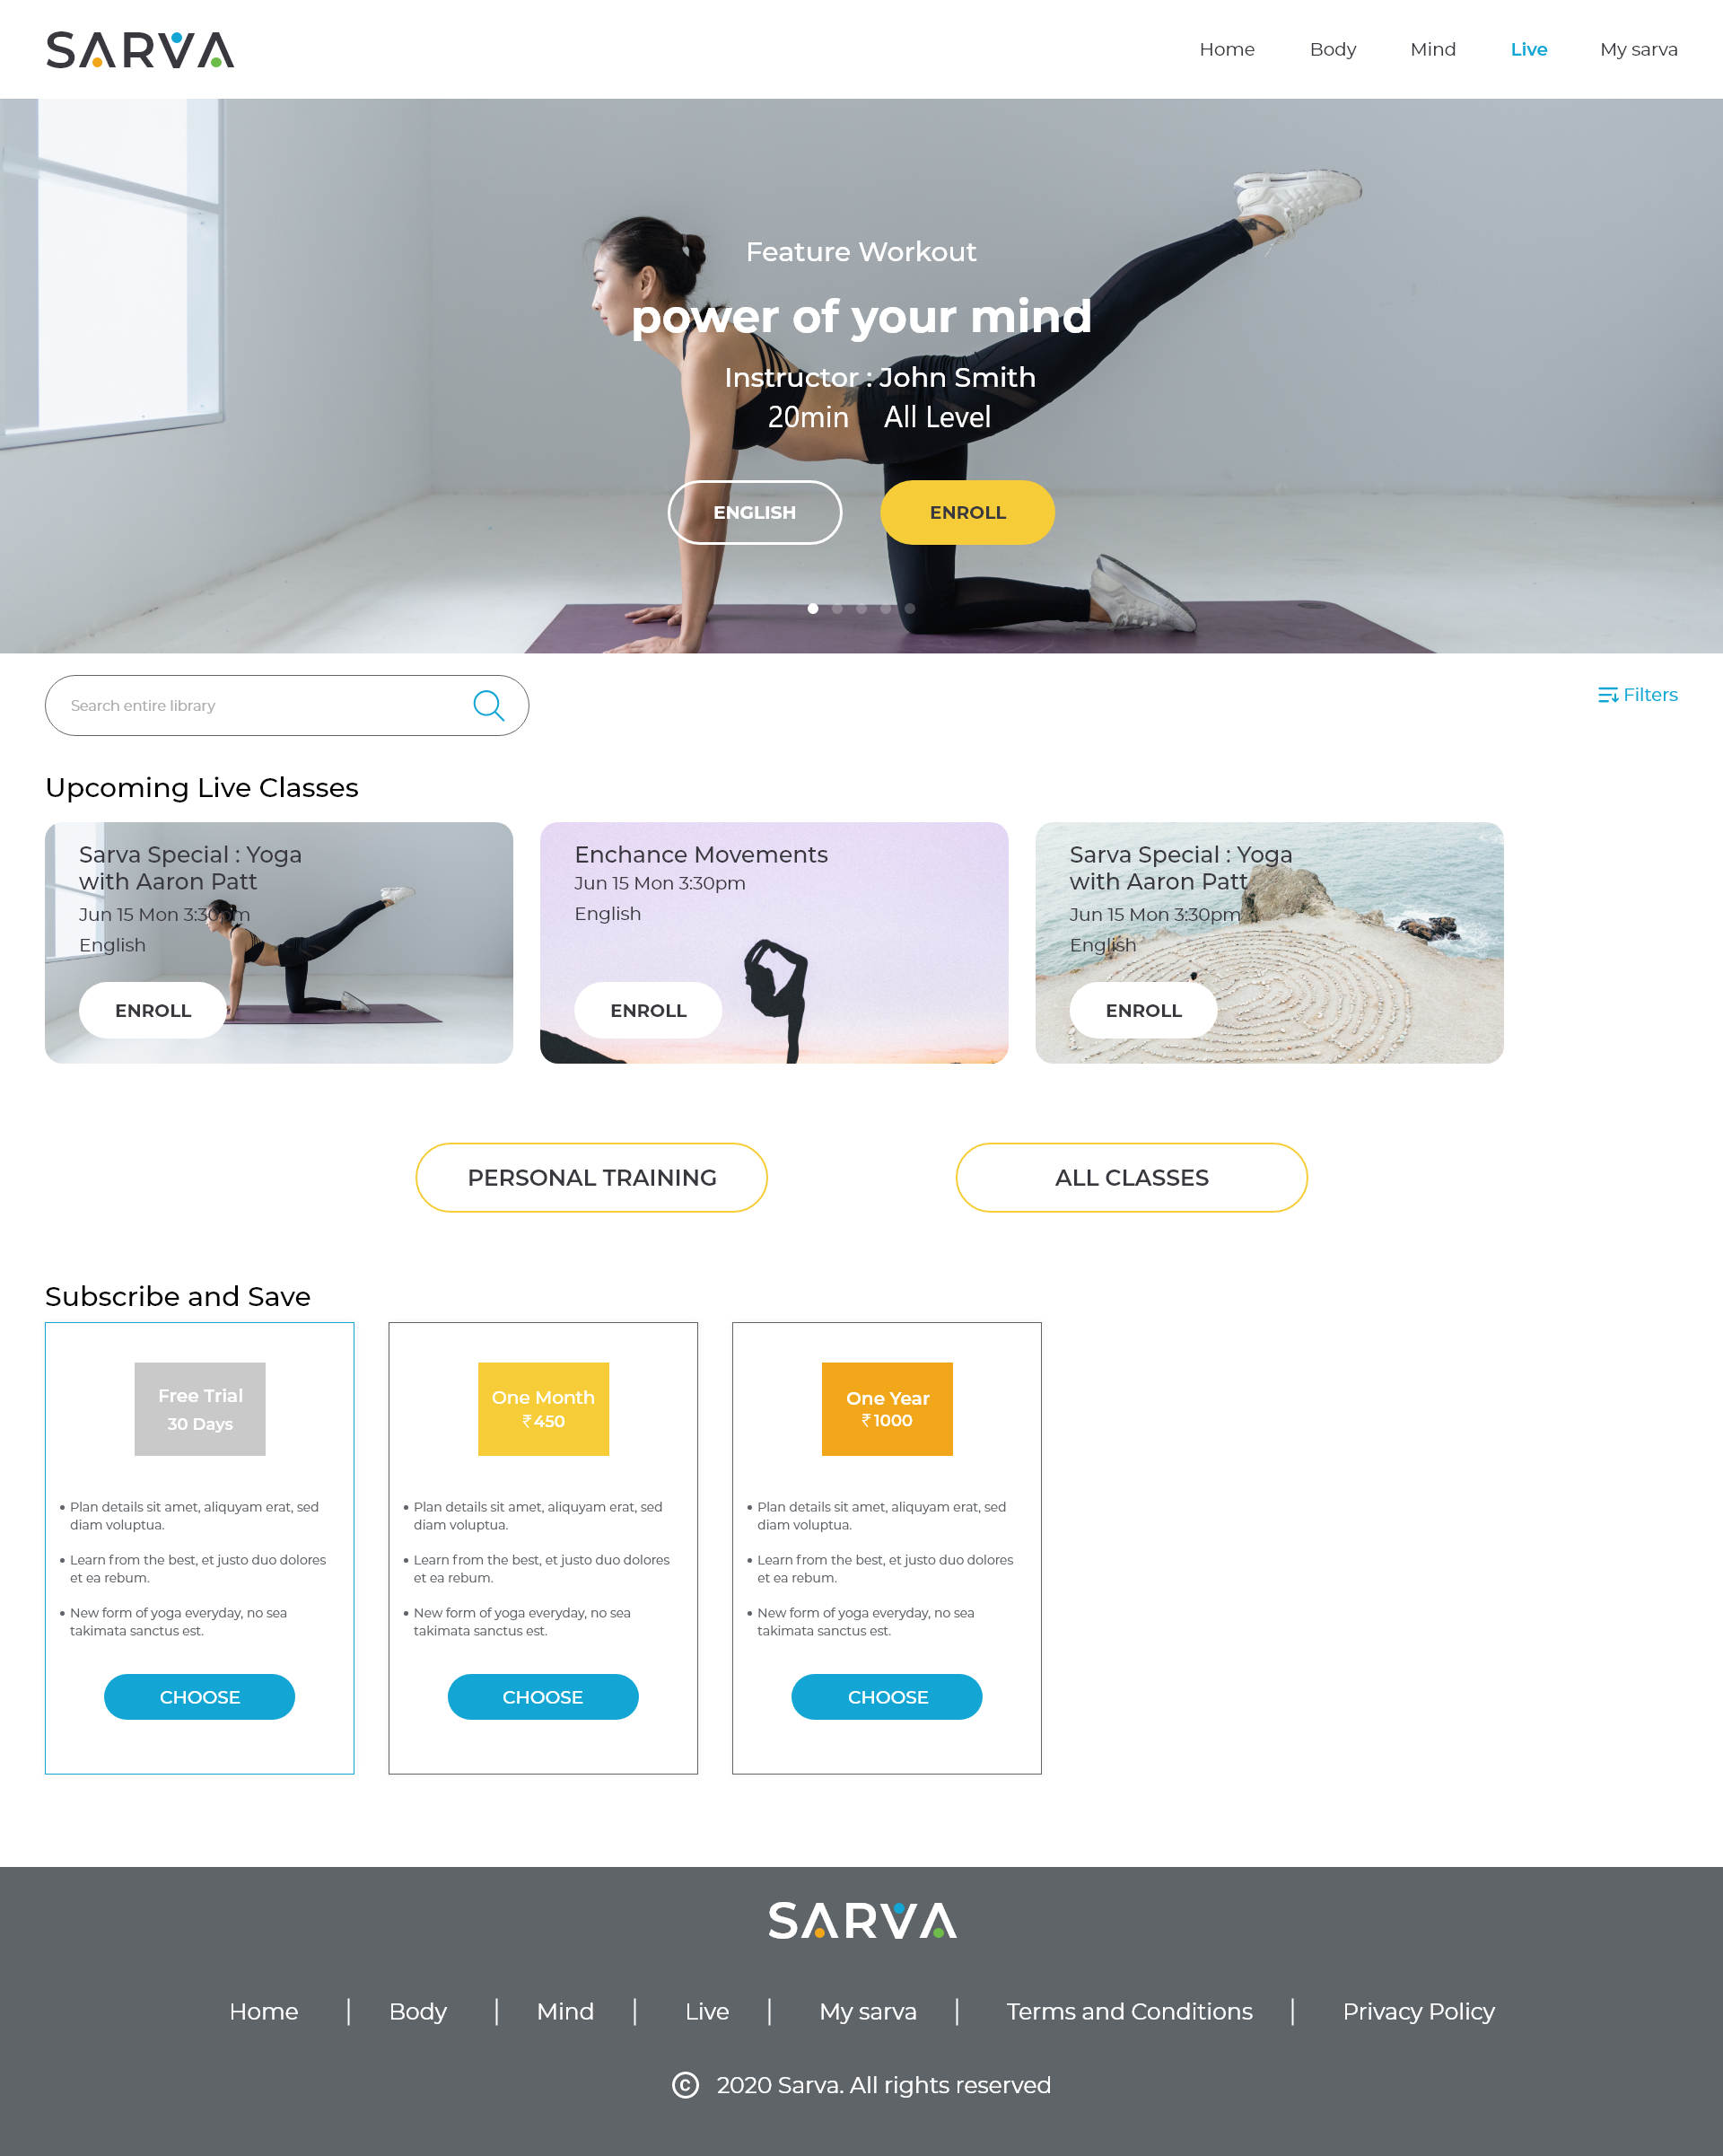 SARVA
Home
Body
Mind
Live
My sarva
Feature Workout
power of your mind
Instructor : John Smith
20min All Level
ENGLISH
ENROLL
Search entire library
Filters
Upcoming Live Classes
Sarva Special : Yoga
with Aaron Patt
Jun 15 Mon 3:30pm
English
ENROLL
Enchance Movements
Jun 15 Mon 3:30pm
English
ENROLL
Sarva Special : Yoga
with Aaron Patt
Jun 15 Mon 3:30pm
English
ENROLL
PERSONAL TRAINING
ALL CLASSES
Subscribe and Save
Free Trial
30 Days
Plan details sit amet, aliquyam erat, sed
diam voluptua.
Learn from the best, et justo duo dolores
et ea rebum.
New form of yoga everyday, no sea
takimata sanctus est.
CHOOSE
One Month
₹450
Plan details sit amet, aliquyam erat, sed
diam voluptua.
Learn from the best, et justo duo dolores
et ea rebum.
New form of yoga everyday, no sea
takimata sanctus est.
CHOOSE
One Year
₹1000
Plan details sit amet, aliquyam erat, sed
diam voluptua.
Learn from the best, et justo duo dolores
et ea rebum.
New form of yoga everyday, no sea
takimata sanctus est.
CHOOSE
SARVA
Home | Body | Mind | Live | My sarva | Terms and Conditions | Privacy Policy
© 2020 Sarva. All rights reserved